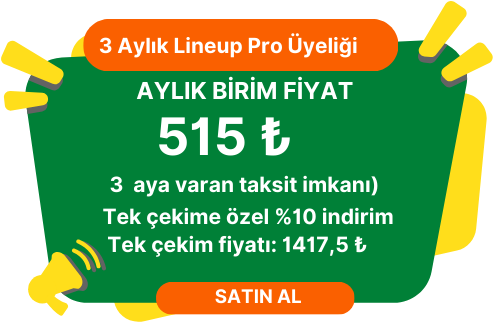 3 Aylık Lineup Pro Üyeliği
AYLIK BİRİM FİYAT
515 ₺
3 aya varan taksit imkanı)
Tek çekime özel %10 indirim
Tek çekim fiyatı: 1417,5 ₺
SATIN AL